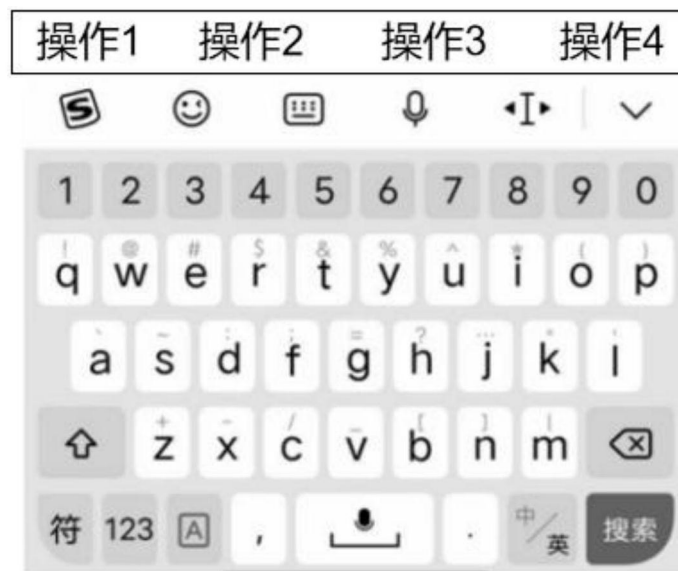 操作1 操作2 操作3 操作4
S
1 2 3 4 5 6 7 8 9 0
! @ # $ & % ^ * ( )
q w e r t y u i o p
` ~ : ; = ? … " '
a s d f g h j k l
+ - / _ [ ] |
z x c v b n m
符 123 A , . 中/英 搜索